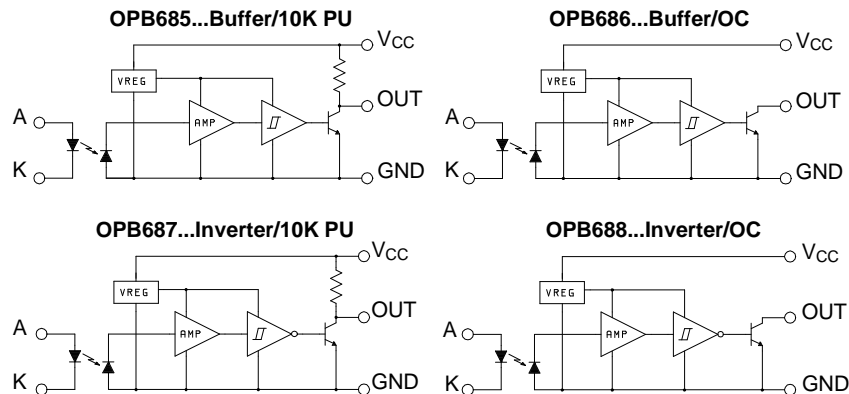 OPB685...Buffer/10K PU
VCC
VREG
OUT
A
AMP
K
GND
OPB686...Buffer/OC
VCC
VREG
OUT
A
AMP
K
GND
OPB687...Inverter/10K PU
VCC
VREG
OUT
A
AMP
K
GND
OPB688...Inverter/OC
VCC
VREG
OUT
A
AMP
K
GND